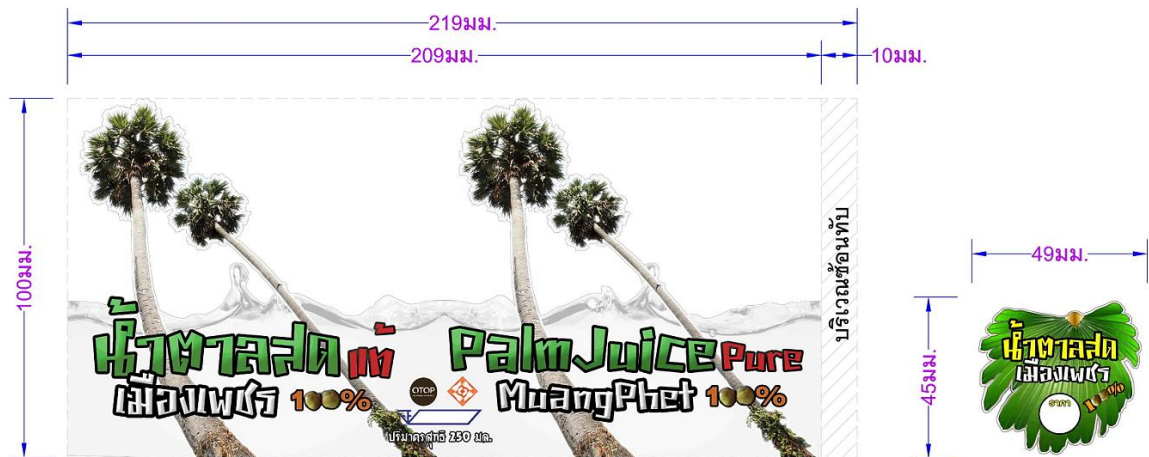 219มม.
209มม.
10มม.
100มม.
บริเวณซ้อนทับ
น้ำตาลสดแท้
เมืองเพชร 100%
OTOP
ปริมาตรสุทธิ 250 มล.
Palm Juice Pure
MuangPhet 100%
49มม.
45มม.
น้ำตาลสด
เมืองเพชร
100%
ราคา